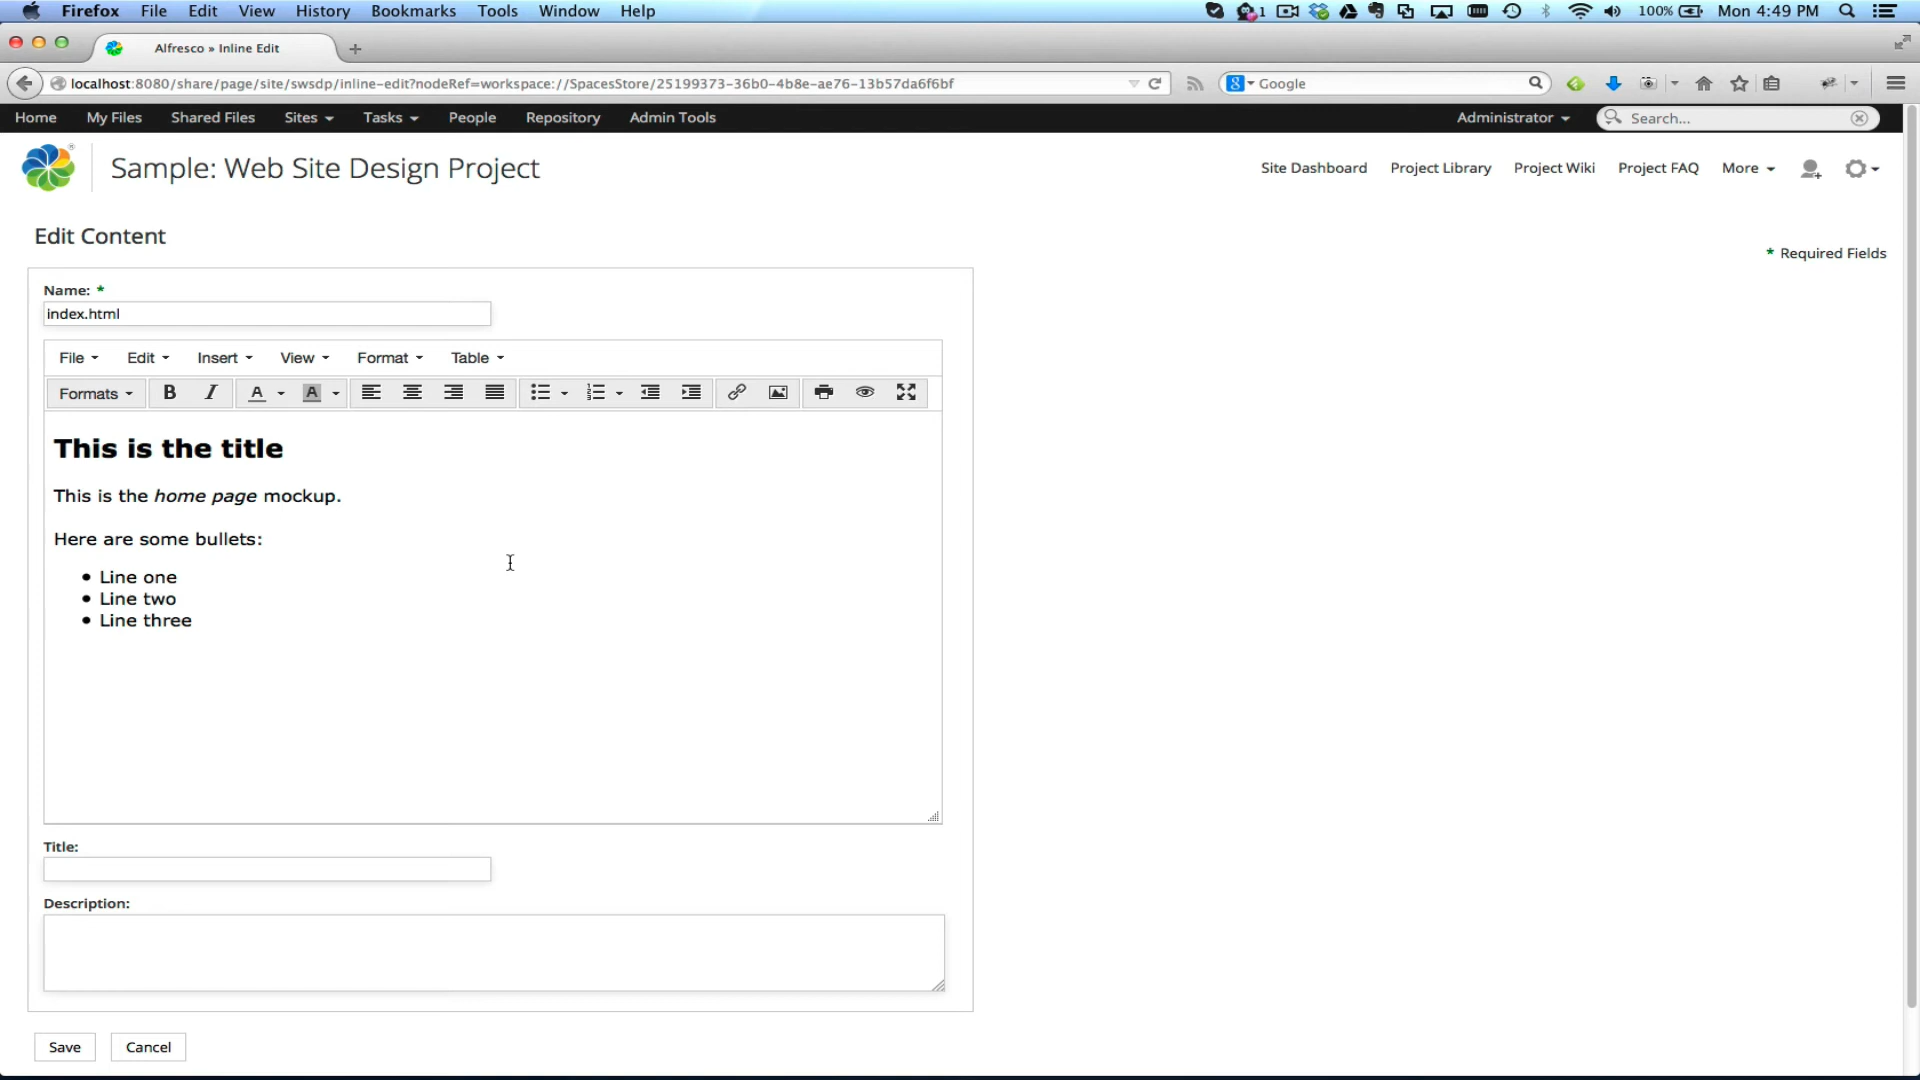 Firefox File Edit View History Bookmarks Tools Window Help 1 100% Mon 4:49 PM
Alfresco » Inline Edit
localhost:8080/share/page/site/swsdp/inline-edit?nodeRef=workspace://SpacesStore/25199373-36b0-4b8e-ae76-13b57da6f6bf Google
Home My Files Shared Files Sites Tasks People Repository Admin Tools Administrator Search...
Sample: Web Site Design Project Site Dashboard Project Library Project Wiki Project FAQ More
Edit Content
* Required Fields
Name: *
index.html
File Edit Insert View Format Table
Formats B I A A
This is the title
This is the home page mockup.
Here are some bullets:
• Line one
• Line two
• Line three
Title:
Description:
Save Cancel